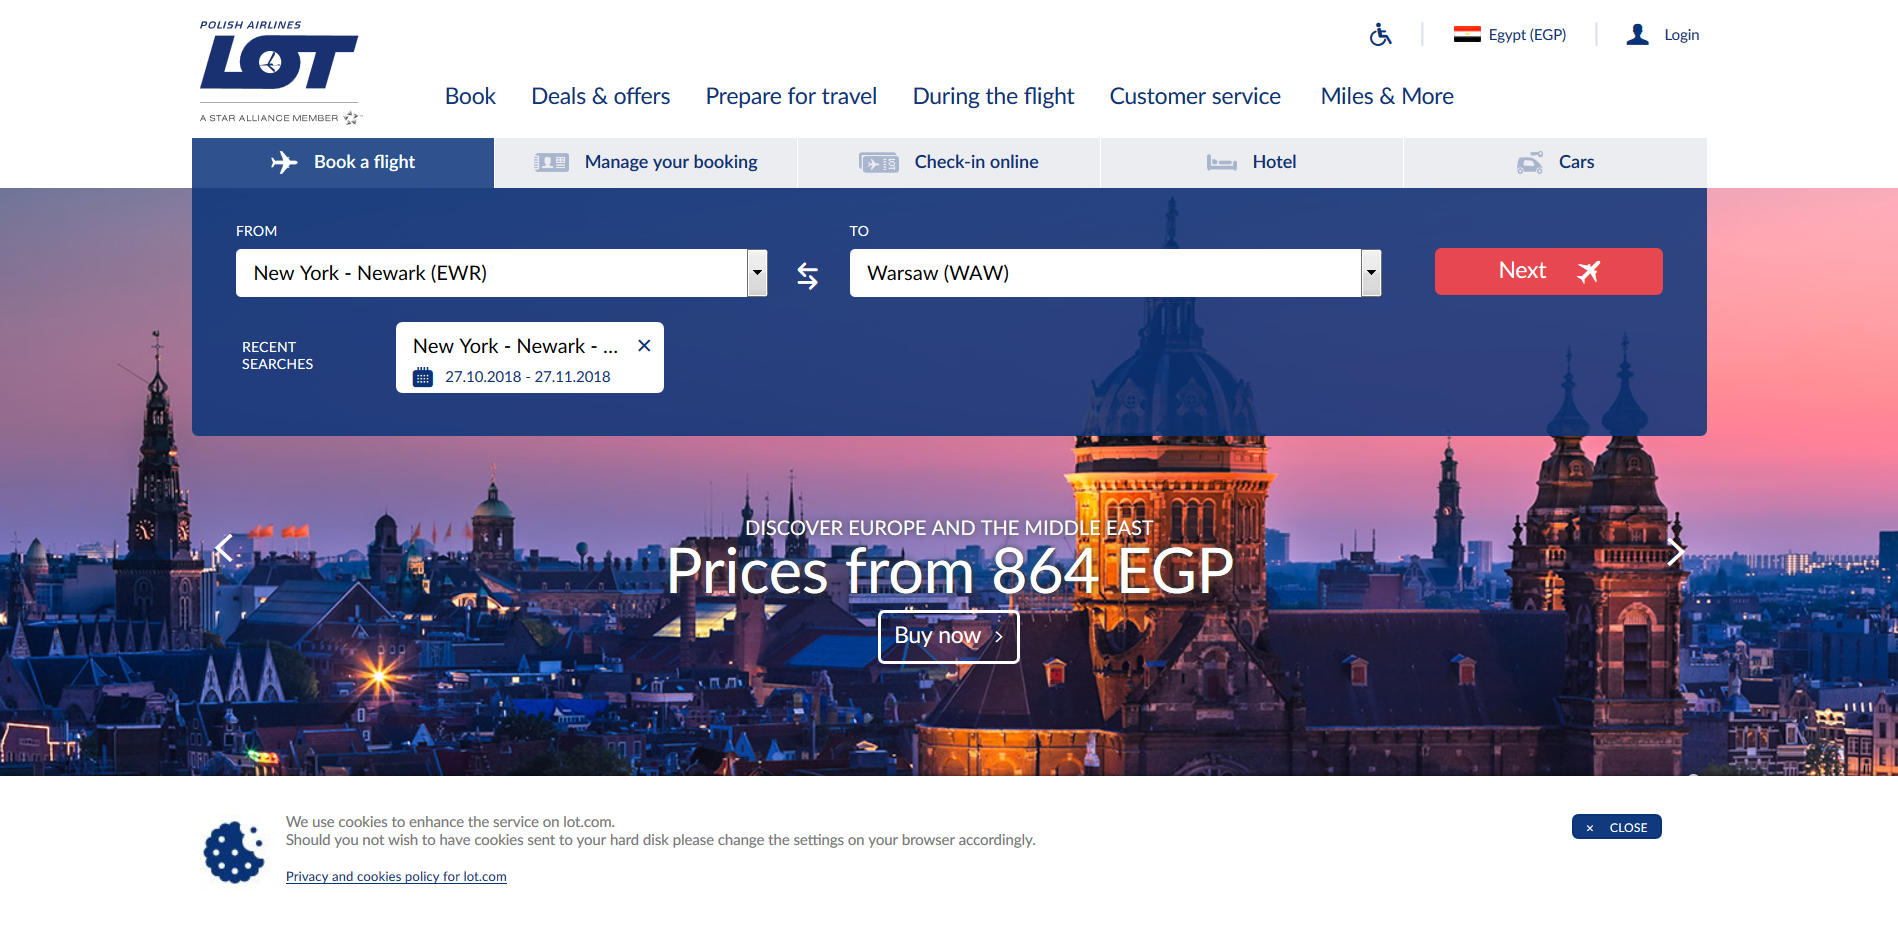 POLISH AIRLINES
LOT
A STAR ALLIANCE MEMBER
Egypt (EGP)
Login
Book
Deals & offers
Prepare for travel
During the flight
Customer service
Miles & More
Book a flight
Manage your booking
Check-in online
Hotel
Cars
FROM
New York - Newark (EWR)
TO
Warsaw (WAW)
Next
RECENT
SEARCHES
New York - Newark - ...
27.10.2018 - 27.11.2018
DISCOVER EUROPE AND THE MIDDLE EAST
Prices from 864 EGP
Buy now
We use cookies to enhance the service on lot.com.
Should you not wish to have cookies sent to your hard disk please change the settings on your browser accordingly.
Privacy and cookies policy for lot.com
× CLOSE